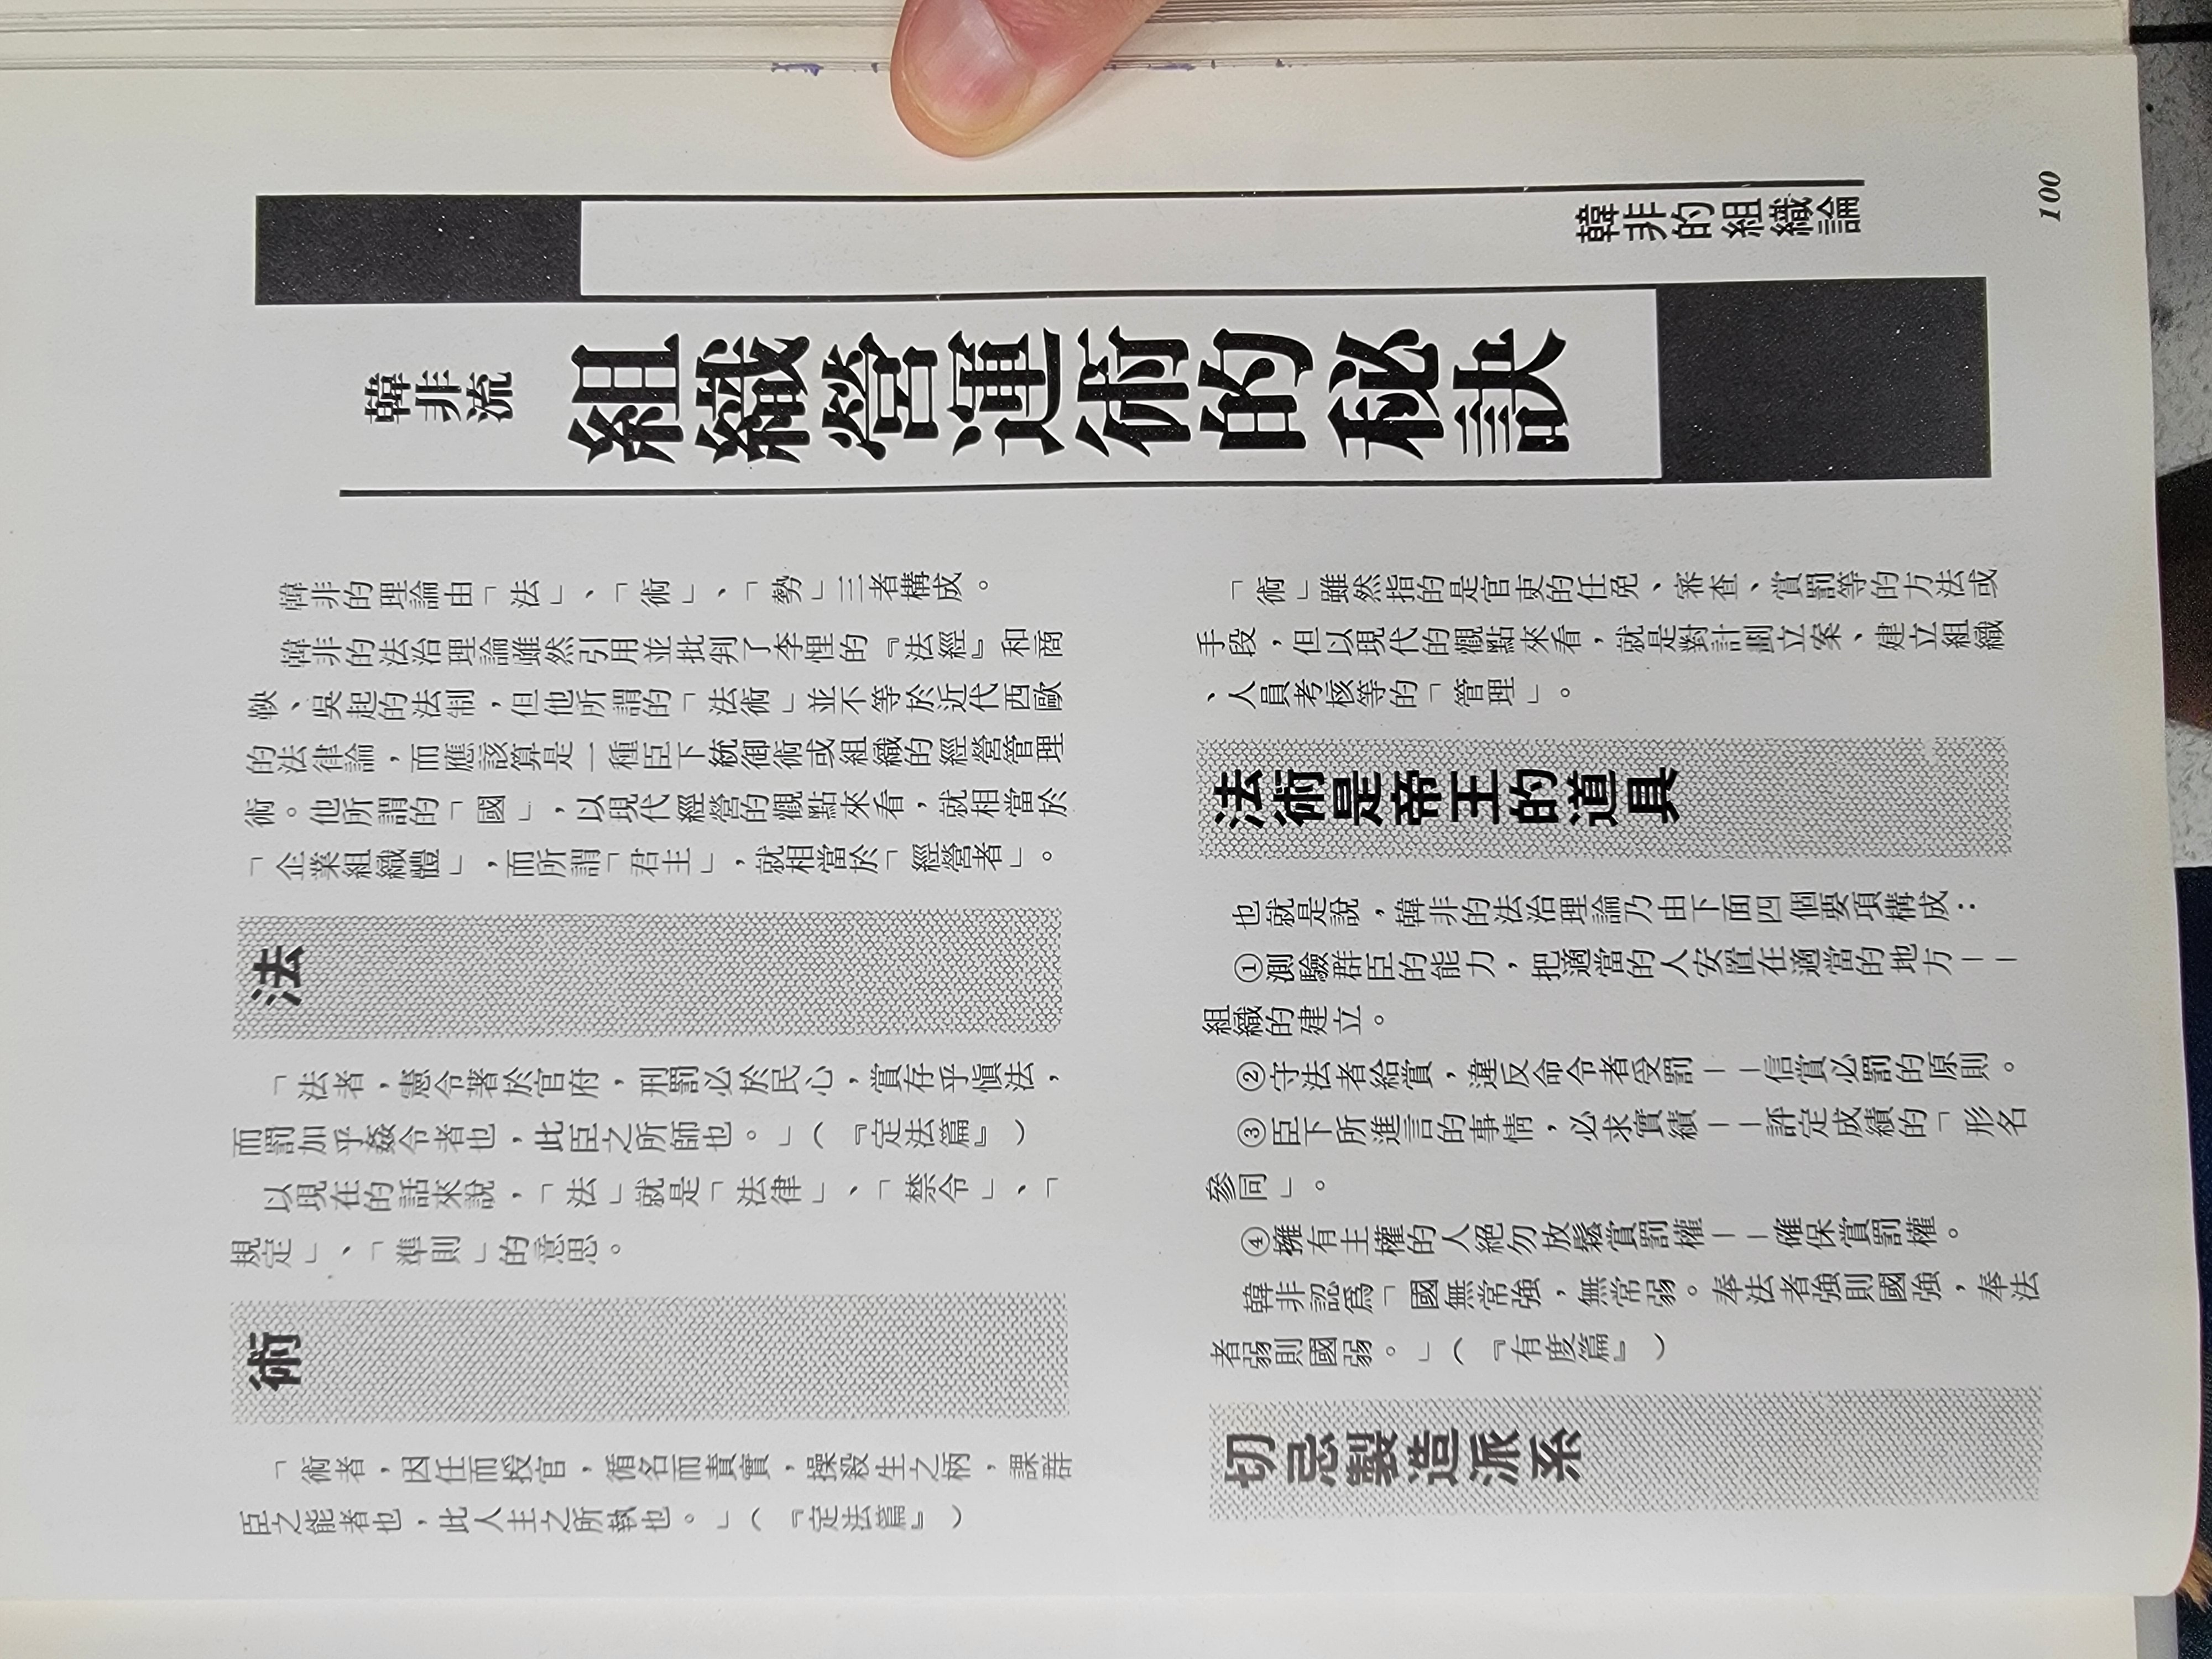 韓非的組織論
韓非流
組織營運術的秘訣
韓非的理論由「法」、「術」、「勢」三者構成。
韓非的法治理論雖然引用並批判了李悝的『法經』和商
鞅、吳起的法制，但他所謂的「法術」並不等於近代西歐
的法律論，而應該算是一種臣下統御術或組織的經營管理
術。他所謂的「國」，以現代經營的觀點來看，就相當於
「企業組織體」，而所謂「君主」，就相當於「經營者」。
法
「法者，憲令著於官府，刑罰必於民心，賞存乎愼法，
而罰加乎姦令者也，此臣之所師也。」（『定法篇』）
以現在的話來說，「法」就是「法律」、「禁令」、「
規定」、「準則」的意思。
術
「術者，因任而授官，循名而責實，操殺生之柄，課群
臣之能者也，此人主之所執也。」（『定法篇』）
「術」雖然指的是官吏的任免、審查、賞罰等的方法或
手段，但以現代的觀點來看，就是對計劃立案、建立組織
、人員考核等的「管理」。
法術是帝王的道具
也就是說，韓非的法治理論乃由下面四個要項構成：
①測驗群臣的能力，把適當的人安置在適當的地方——
組織的建立。
②守法者給賞，違反命令者受罰——信賞必罰的原則。
③臣下所進言的事情，必求實績——評定成績的「形名
參同」。
④擁有主權的人絕勿放鬆賞罰權——確保賞罰權。
韓非認爲「國無常強，無常弱。奉法者強則國強，奉法
者弱則國弱。」（『有度篇』）
切忌製造派系
100